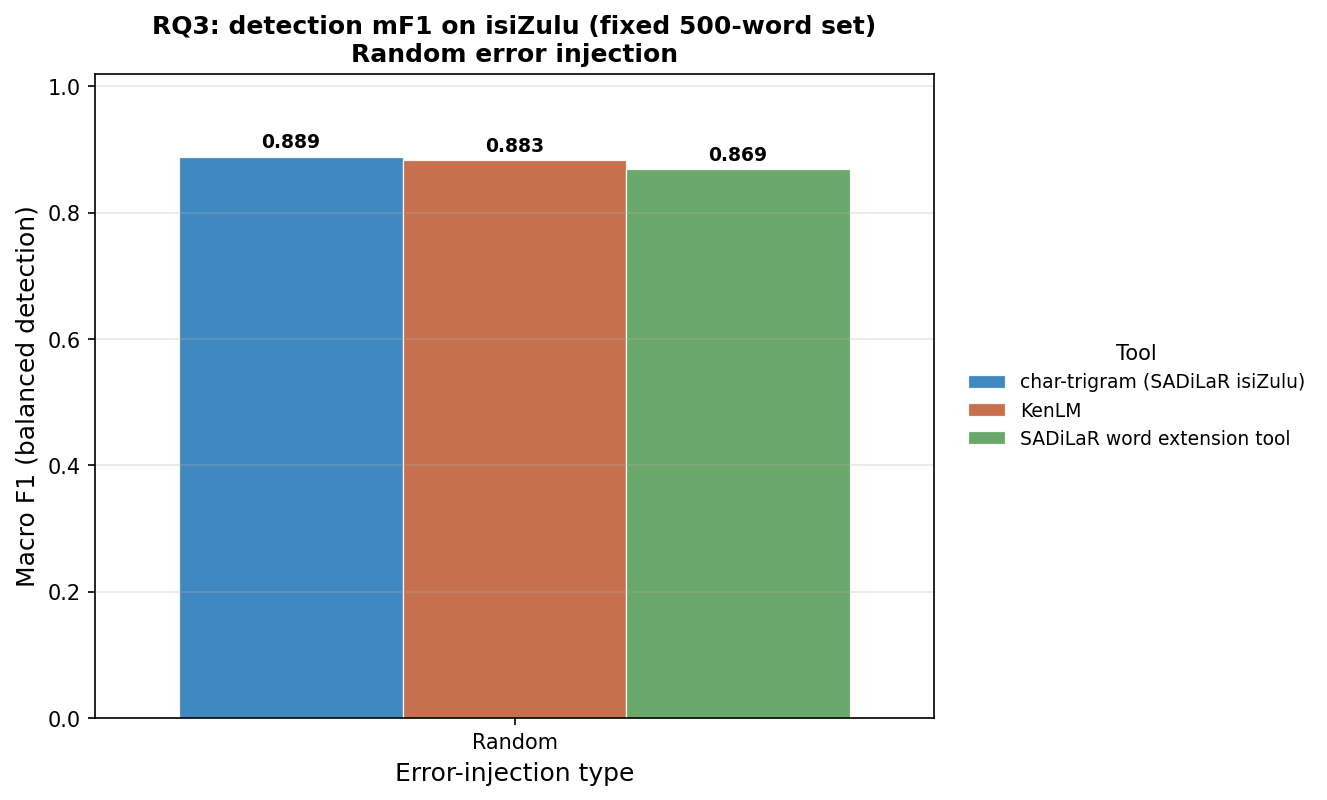 RQ3: detection mF1 on isiZulu (fixed 500-word set)
Random error injection
Macro F1 (balanced detection)
1.0
0.8
0.6
0.4
0.2
0.0
0.889
0.883
0.869
Random
Error-injection type
Tool
char-trigram (SADiLaR isiZulu)
KenLM
SADiLaR word extension tool